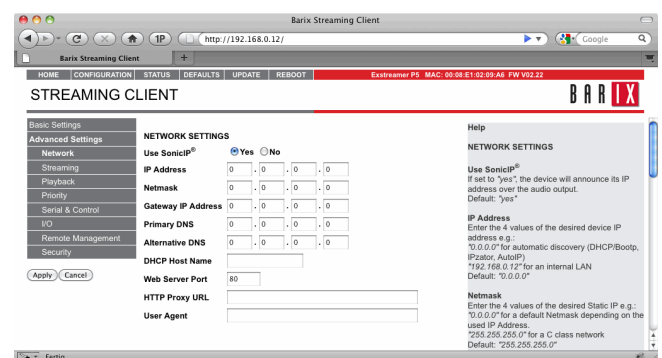 Barix Streaming Client
1P
http://192.168.0.12/
Google
Barix Streaming Client
HOME CONFIGURATION STATUS DEFAULTS UPDATE REBOOT Exstreamer P5 MAC: 00:08:E1:02:09:A6 FW V02.22
STREAMING CLIENT
BARIX
Basic Settings
Advanced Settings
Network
Streaming
Playback
Priority
Serial & Control
I/O
Remote Management
Security
Apply Cancel
NETWORK SETTINGS
Use SonicIP® Yes No
IP Address 0 . 0 . 0 . 0
Netmask 0 . 0 . 0 . 0
Gateway IP Address 0 . 0 . 0 . 0
Primary DNS 0 . 0 . 0 . 0
Alternative DNS 0 . 0 . 0 . 0
DHCP Host Name
Web Server Port 80
HTTP Proxy URL
User Agent
Help
NETWORK SETTINGS
Use SonicIP®
If set to "yes", the device will announce its IP
address over the audio output.
Default: "yes"
IP Address
Enter the 4 values of the desired device IP
address e.g.:
"0.0.0.0" for automatic discovery (DHCP/Bootp,
IPzator, AutoIP)
"192.168.0.12" for an internal LAN
Default: "0.0.0.0"
Netmask
Enter the 4 values of the desired Static IP e.g.:
"0.0.0.0" for a default Netmask depending on the
used IP Address.
"255.255.255.0" for a C class network
Default: "255.255.255.0"
Fertig